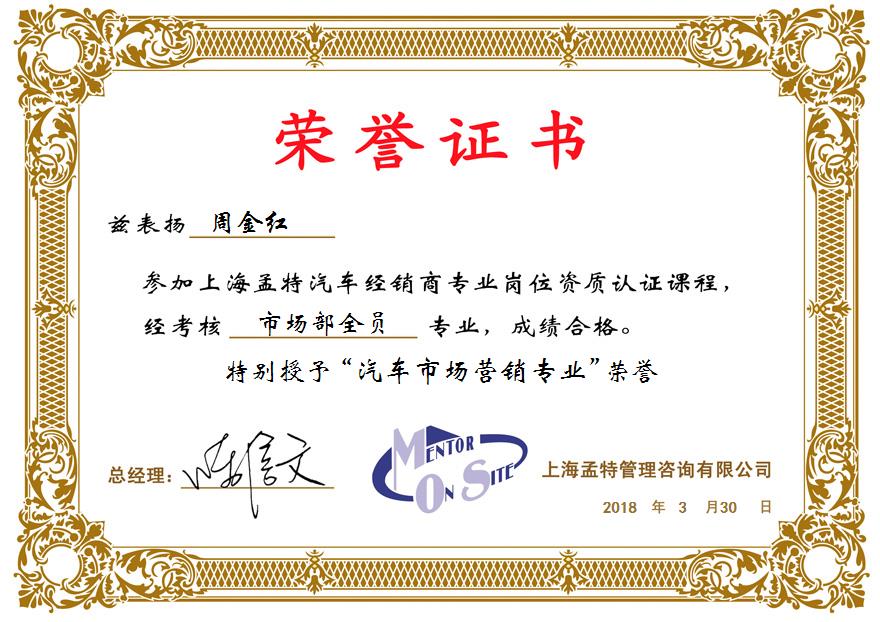 荣誉证书
兹表扬 周金红
参加上海孟特汽车经销商专业岗位资质认证课程，
经考核 市场部全员 专业，成绩合格。
特别授予“汽车市场营销专业”荣誉
总经理：
MENTOR
ON SITE
上海孟特管理咨询有限公司
2018 年 3 月30 日